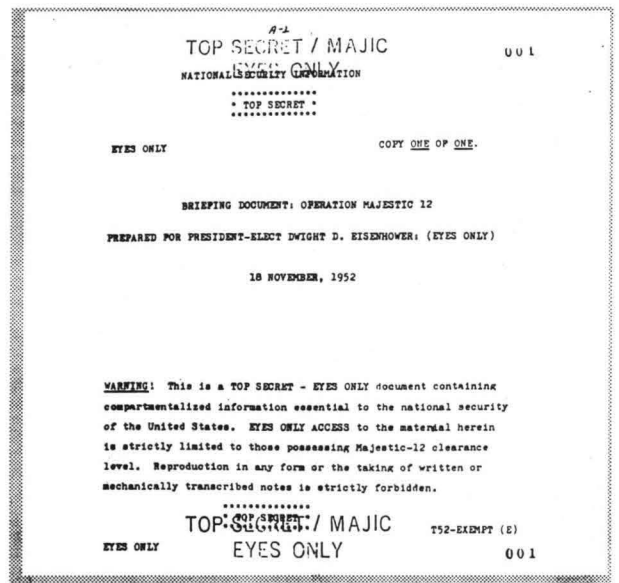 A-1
TOP SECRET / MAJIC
001
EYES ONLY
NATIONAL SECURITY INFORMATION
* TOP SECRET *
EYES ONLY
COPY ONE OF ONE.
BRIEFING DOCUMENT: OPERATION MAJESTIC 12
PREPARED FOR PRESIDENT-ELECT DWIGHT D. EISENHOWER: (EYES ONLY)
18 NOVEMBER, 1952
WARNING! This is a TOP SECRET - EYES ONLY document containing
compartmentalized information essential to the national security
of the United States. EYES ONLY ACCESS to the material herein
is strictly limited to those possessing Majestic-12 clearance
level. Reproduction in any form or the taking of written or
mechanically transcribed notes is strictly forbidden.
* TOP SECRET *
TOP SECRET / MAJIC
T52-EXEMPT (E)
EYES ONLY
EYES ONLY
001